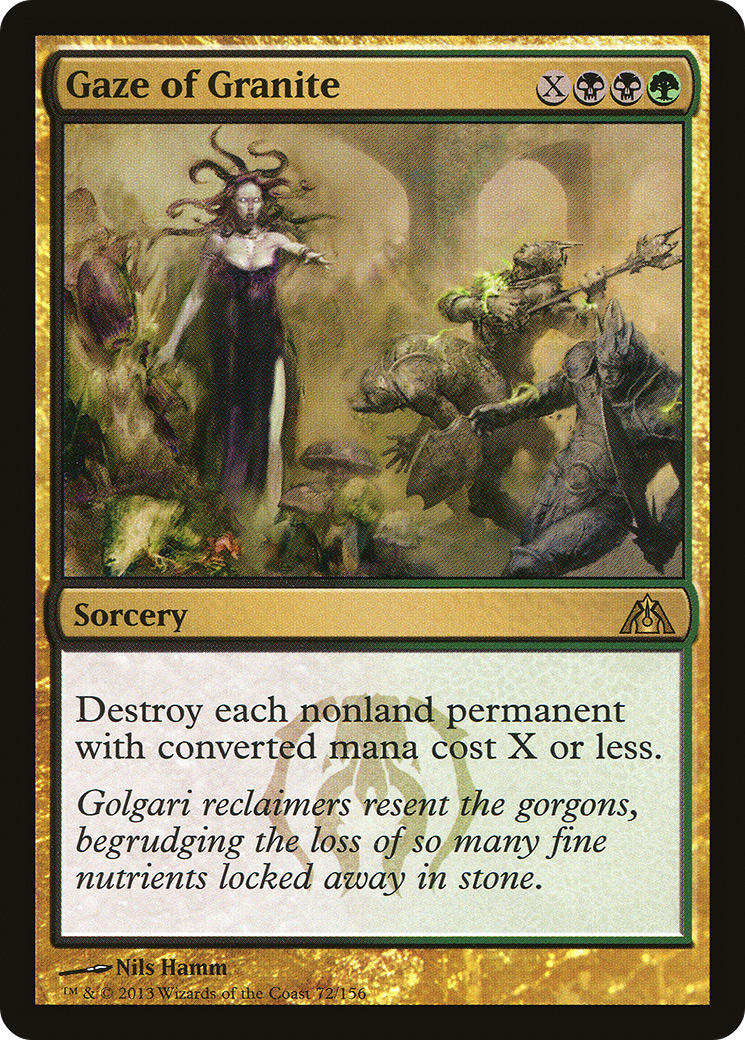 Gaze of Granite X
Sorcery
Destroy each nonland permanent
with converted mana cost X or less.
Golgari reclaimers resent the gorgons,
begrudging the loss of so many fine
nutrients locked away in stone.
Nils Hamm
™ & © 2013 Wizards of the Coast 72/156